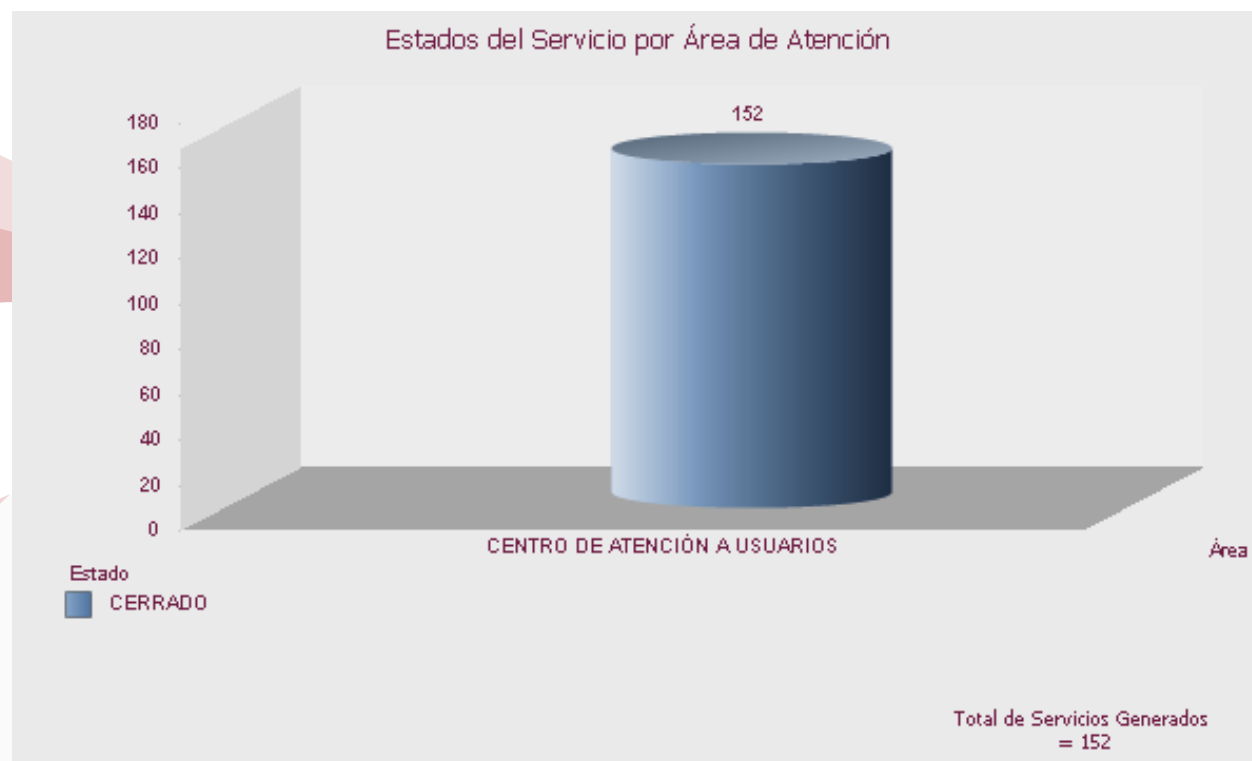 Estados del Servicio por Área de Atención
152
180
160
140
120
100
80
60
40
20
0
CENTRO DE ATENCIÓN A USUARIOS
Área
Estado
CERRADO
Total de Servicios Generados
= 152